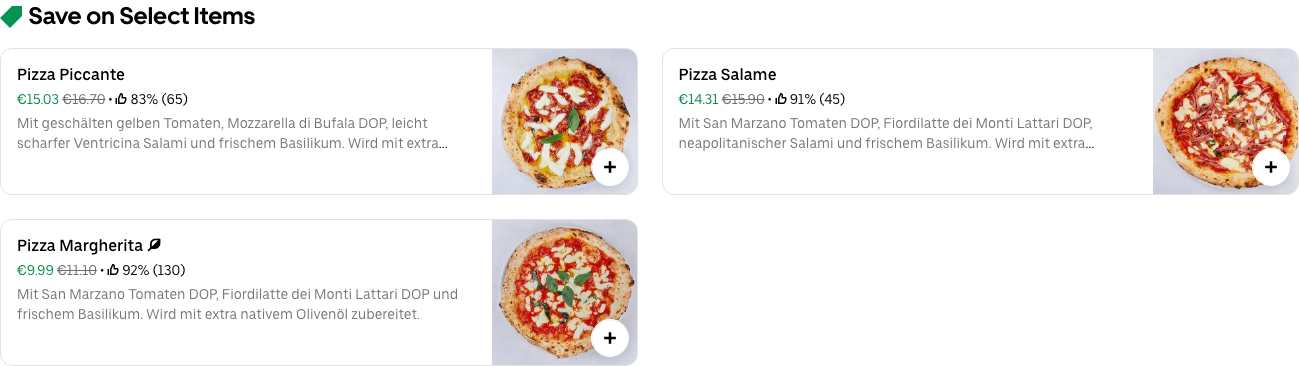 Save on Select Items
Pizza Piccante
€15.03 €16.70 • 83% (65)
Mit geschälten gelben Tomaten, Mozzarella di Bufala DOP, leicht
scharfer Ventricina Salami und frischem Basilikum. Wird mit extra...
Pizza Salame
€14.31 €15.90 • 91% (45)
Mit San Marzano Tomaten DOP, Fiordilatte dei Monti Lattari DOP,
neapolitanischer Salami und frischem Basilikum. Wird mit extra...
Pizza Margherita
€9.99 €11.10 • 92% (130)
Mit San Marzano Tomaten DOP, Fiordilatte dei Monti Lattari DOP und
frischem Basilikum. Wird mit extra nativem Olivenöl zubereitet.